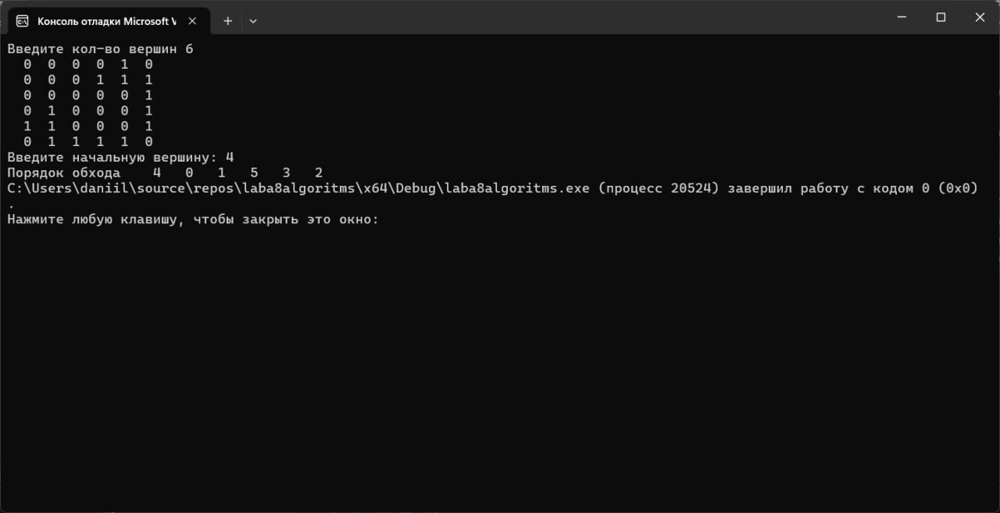 Консоль отладки Microsoft V
Введите кол-во вершин 6
0 0 0 0 1 0
0 0 0 1 1 1
0 0 0 0 0 1
0 1 0 0 0 1
1 1 0 0 0 1
0 1 1 1 1 0
Введите начальную вершину: 4
Порядок обхода 4 0 1 5 3 2
C:\Users\daniil\source\repos\laba8algoritms\x64\Debug\laba8algoritms.exe (процесс 20524) завершил работу с кодом 0 (0x0)
.
Нажмите любую клавишу, чтобы закрыть это окно: